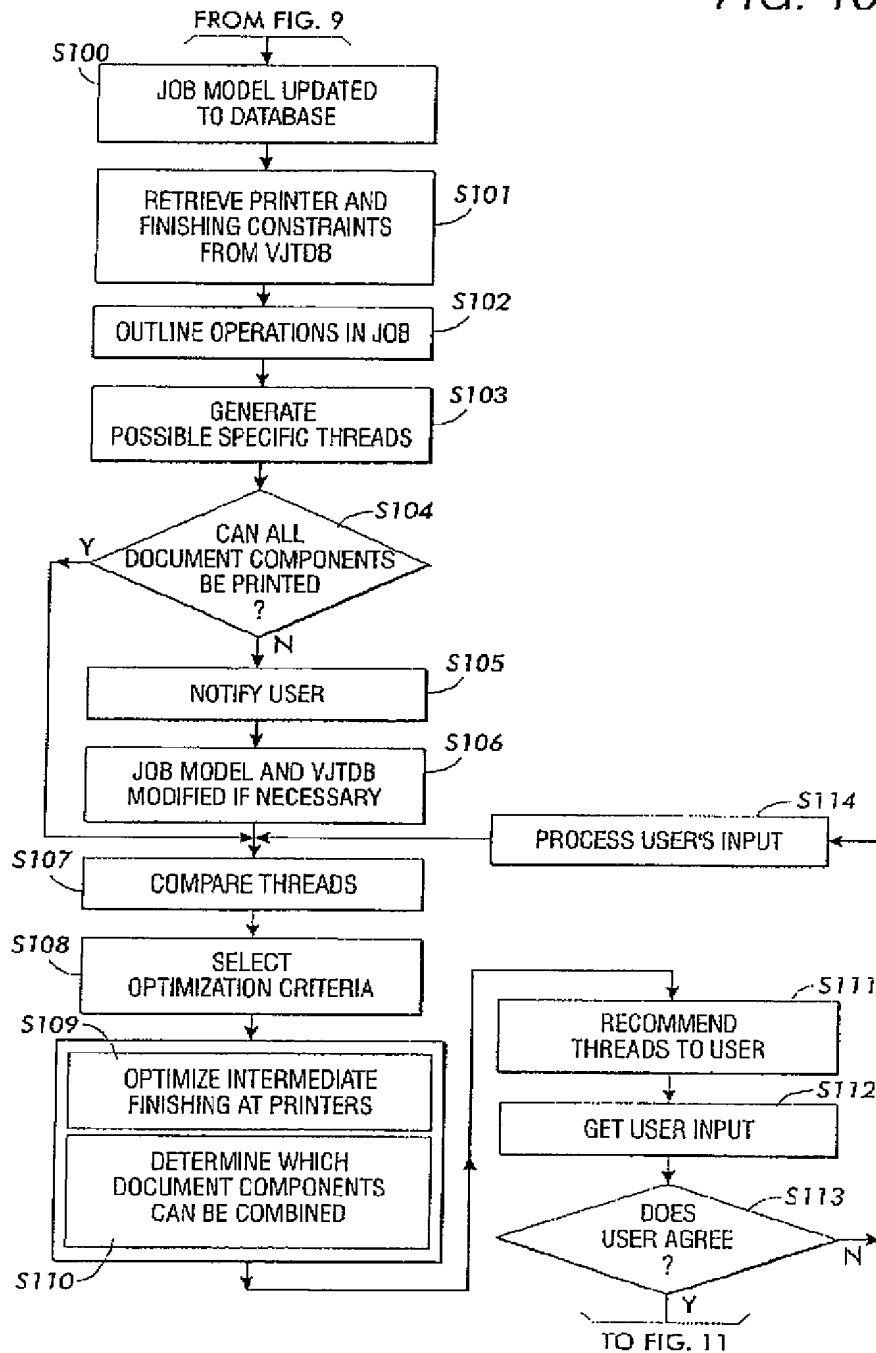 FROM FIG. 9
FIG. 10
S100
JOB MODEL UPDATED
TO DATABASE
RETRIEVE PRINTER AND
FINISHING CONSTRAINTS
FROM VJTDB
S101
OUTLINE OPERATIONS IN JOB
S102
GENERATE
POSSIBLE SPECIFIC THREADS
S103
S104
Y
CAN ALL
DOCUMENT COMPONENTS
BE PRINTED
?
N
NOTIFY USER
S105
JOB MODEL AND VJTDB
MODIFIED IF NECESSARY
S106
S114
PROCESS USER'S INPUT
S107
COMPARE THREADS
S108
SELECT
OPTIMIZATION CRITERIA
S109
OPTIMIZE INTERMEDIATE
FINISHING AT PRINTERS
DETERMINE WHICH
DOCUMENT COMPONENTS
CAN BE COMBINED
S110
S111
RECOMMEND
THREADS TO USER
S112
GET USER INPUT
S113
DOES
USER AGREE
?
N
Y
TO FIG. 11